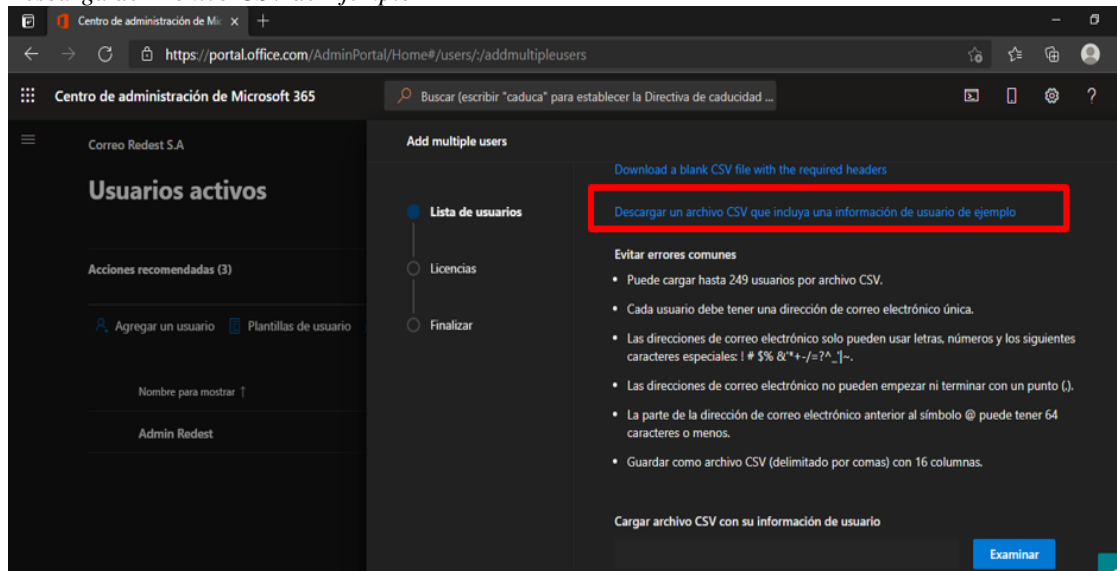 Centro de administración de Mic
https://portal.office.com/AdminPortal/Home#/users/:/addmultipleusers
Centro de administración de Microsoft 365
Buscar (escribir "caduca" para establecer la Directiva de caducidad ...
Correo Redest S.A
Usuarios activos
Acciones recomendadas (3)
Agregar un usuario
Plantillas de usuario
Nombre para mostrar ↑
Admin Redest
Add multiple users
Lista de usuarios
Licencias
Finalizar
Download a blank CSV file with the required headers
Descargar un archivo CSV que incluya una información de usuario de ejemplo
Evitar errores comunes
• Puede cargar hasta 249 usuarios por archivo CSV.
• Cada usuario debe tener una dirección de correo electrónico única.
• Las direcciones de correo electrónico solo pueden usar letras, números y los siguientes
caracteres especiales: ! # $% &'*+-/=?^_'|~.
• Las direcciones de correo electrónico no pueden empezar ni terminar con un punto (.).
• La parte de la dirección de correo electrónico anterior al símbolo @ puede tener 64
caracteres o menos.
• Guardar como archivo CSV (delimitado por comas) con 16 columnas.
Cargar archivo CSV con su información de usuario
Examinar